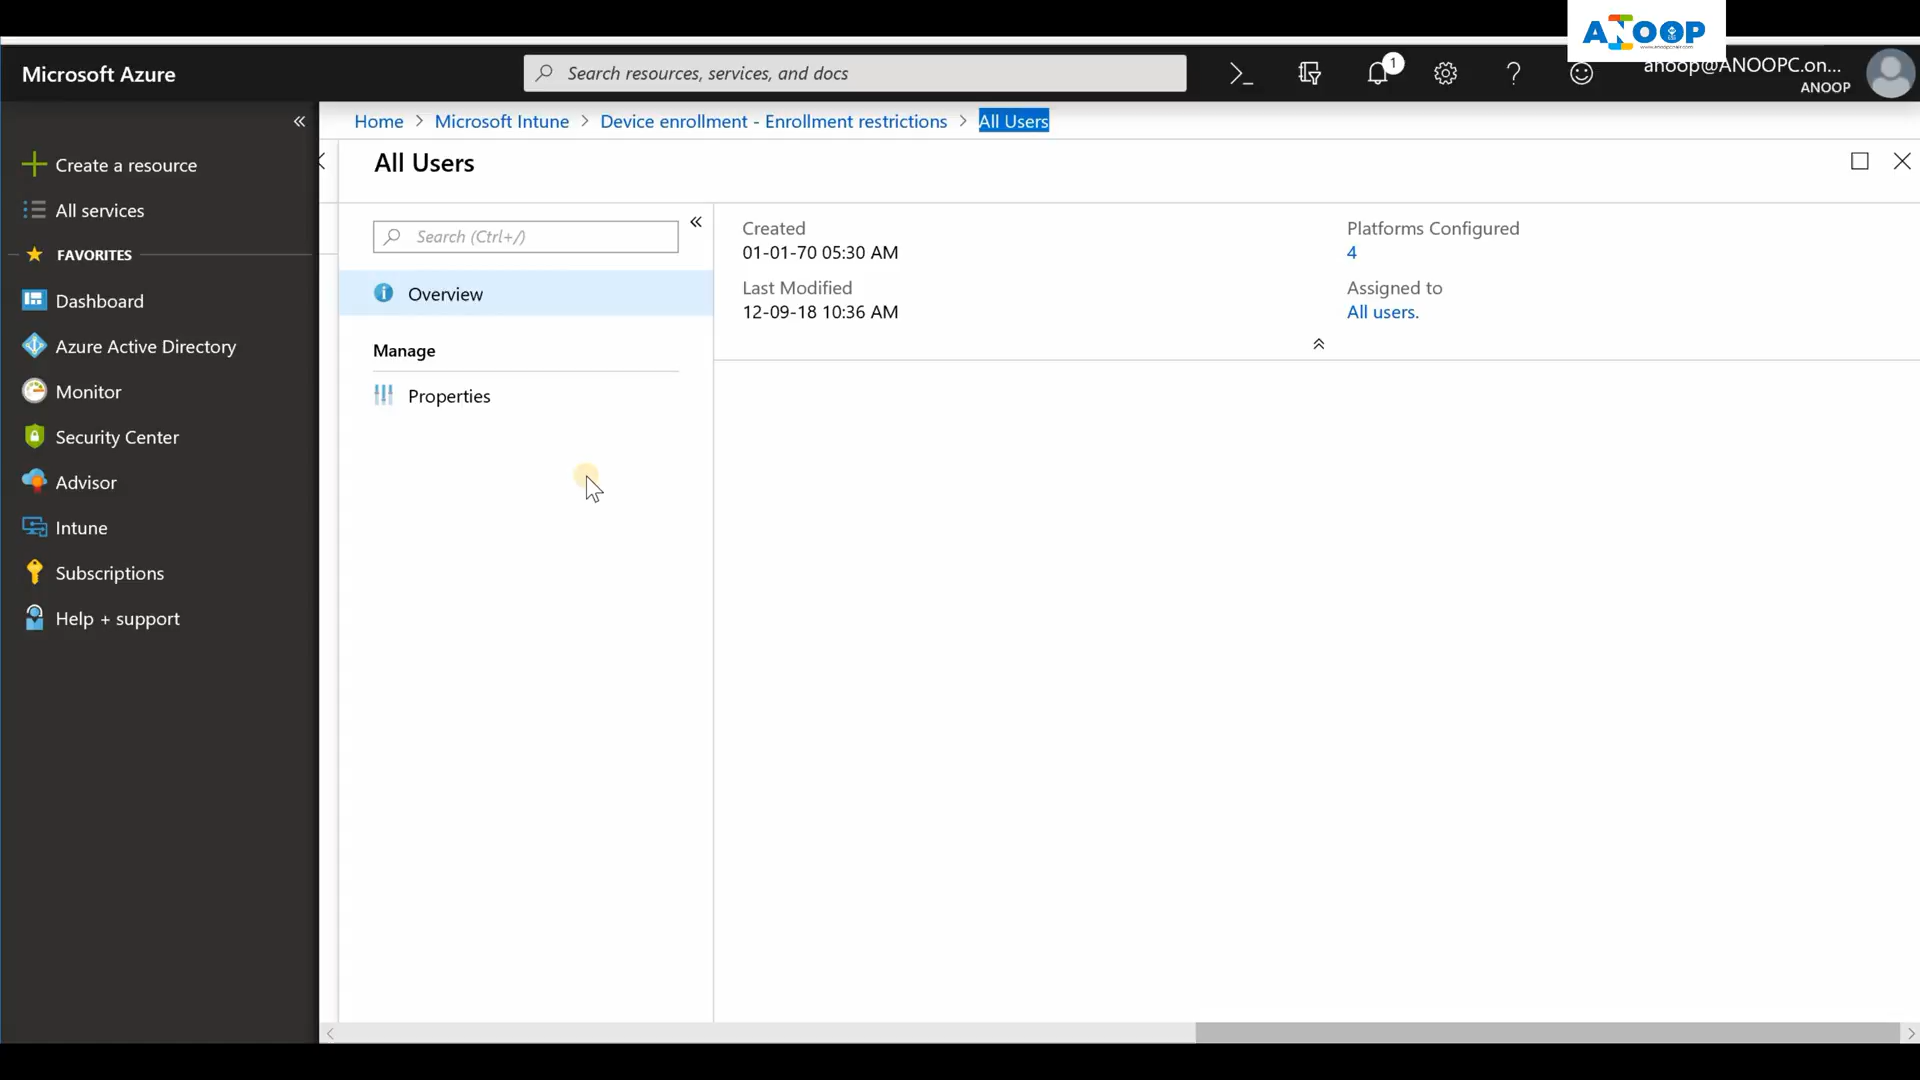 ANOOP
Microsoft Azure
Search resources, services, and docs
1
anoop@ANOOPC.on...
ANOOP
Home > Microsoft Intune > Device enrollment - Enrollment restrictions > All Users
All Users
Create a resource
All services
FAVORITES
Dashboard
Azure Active Directory
Monitor
Security Center
Advisor
Intune
Subscriptions
Help + support
Search (Ctrl+/)
Overview
Manage
Properties
Created
01-01-70 05:30 AM
Last Modified
12-09-18 10:36 AM
Platforms Configured
4
Assigned to
All users.